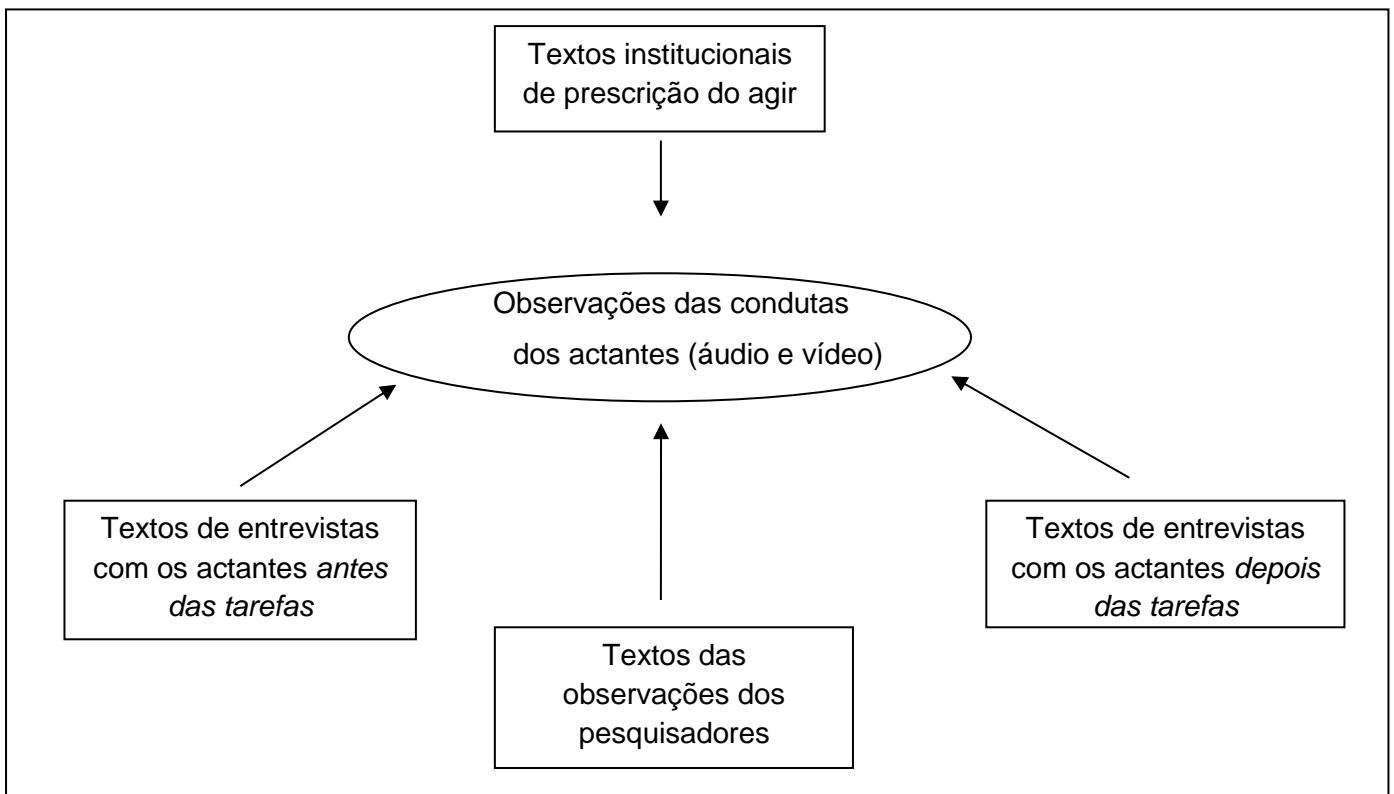 Textos institucionais
de prescrição do agir
Observações das condutas
dos actantes (áudio e vídeo)
Textos de entrevistas
com os actantes antes
das tarefas
Textos das
observações dos
pesquisadores
Textos de entrevistas
com os actantes depois
das tarefas